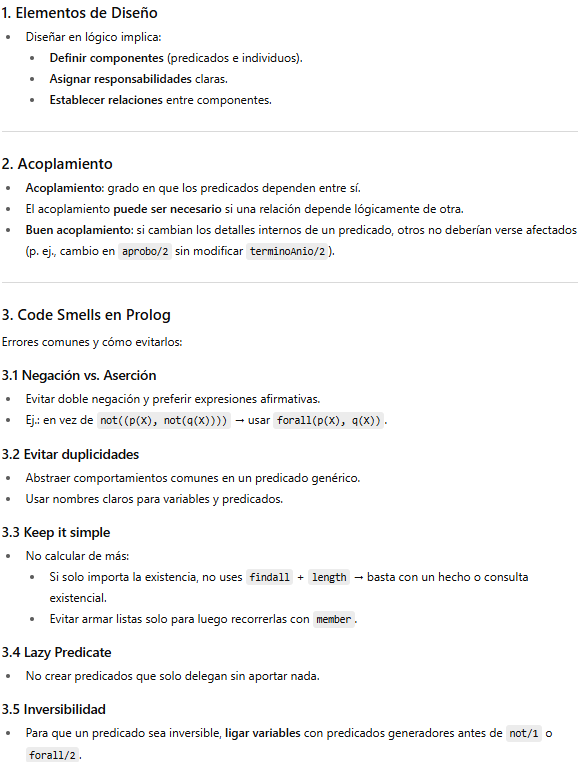 1. Elementos de Diseño
• Diseñar en lógico implica:
• Definir componentes (predicados e individuos).
• Asignar responsabilidades claras.
• Establecer relaciones entre componentes.
2. Acoplamiento
• Acoplamiento: grado en que los predicados dependen entre sí.
• El acoplamiento puede ser necesario si una relación depende lógicamente de otra.
• Buen acoplamiento: si cambian los detalles internos de un predicado, otros no deberían verse afectados
(p. ej., cambio en aprobo/2 sin modificar terminoAnio/2).
3. Code Smells en Prolog
Errores comunes y cómo evitarlos:
3.1 Negación vs. Aserción
• Evitar doble negación y preferir expresiones afirmativas.
• Ej.: en vez de not((p(X), not(q(X)))) → usar forall(p(X), q(X)).
3.2 Evitar duplicidades
• Abstraer comportamientos comunes en un predicado genérico.
• Usar nombres claros para variables y predicados.
3.3 Keep it simple
• No calcular de más:
• Si solo importa la existencia, no uses findall + length → basta con un hecho o consulta
existencial.
• Evitar armar listas solo para luego recorrerlas con member.
3.4 Lazy Predicate
• No crear predicados que solo delegan sin aportar nada.
3.5 Inversibilidad
• Para que un predicado sea inversible, ligar variables con predicados generadores antes de not/1 o
forall/2.